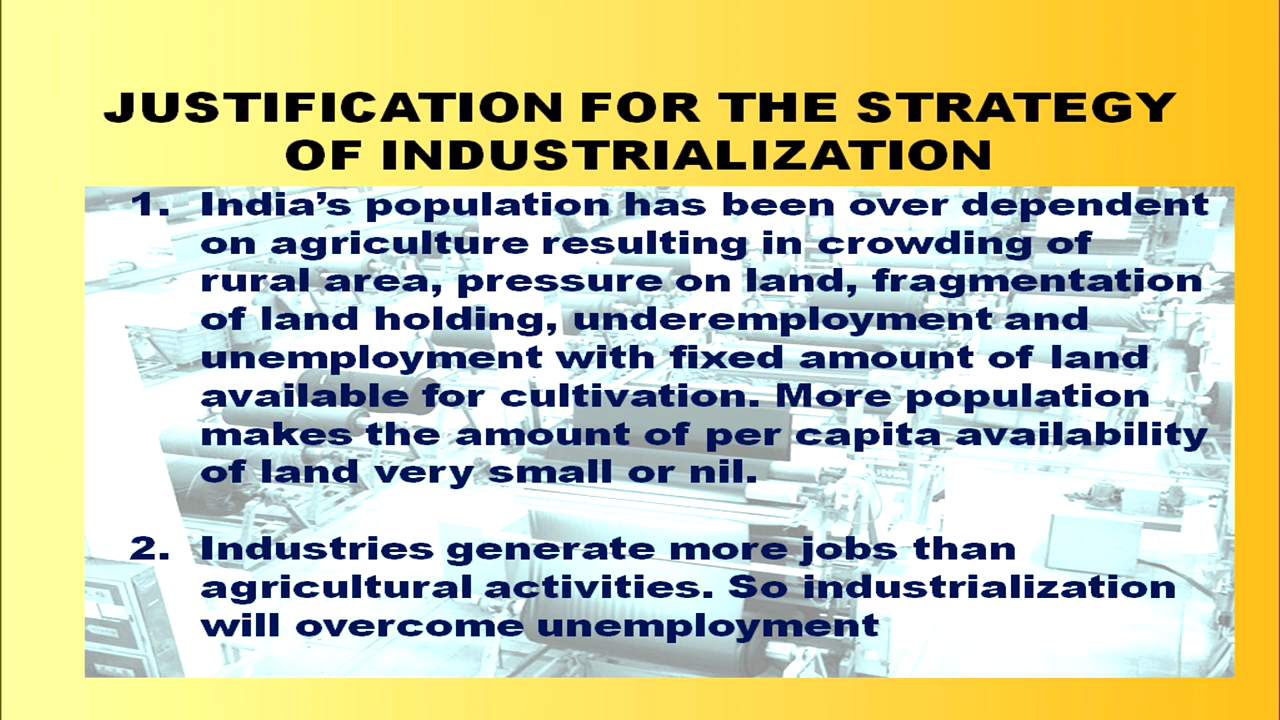 JUSTIFICATION FOR THE STRATEGY
OF INDUSTRIALIZATION
1. India’s population has been over dependent
on agriculture resulting in crowding of
rural area, pressure on land, fragmentation
of land holding, underemployment and
unemployment with fixed amount of land
available for cultivation. More population
makes the amount of per capita availability
of land very small or nil.
2. Industries generate more jobs than
agricultural activities. So industrialization
will overcome unemployment